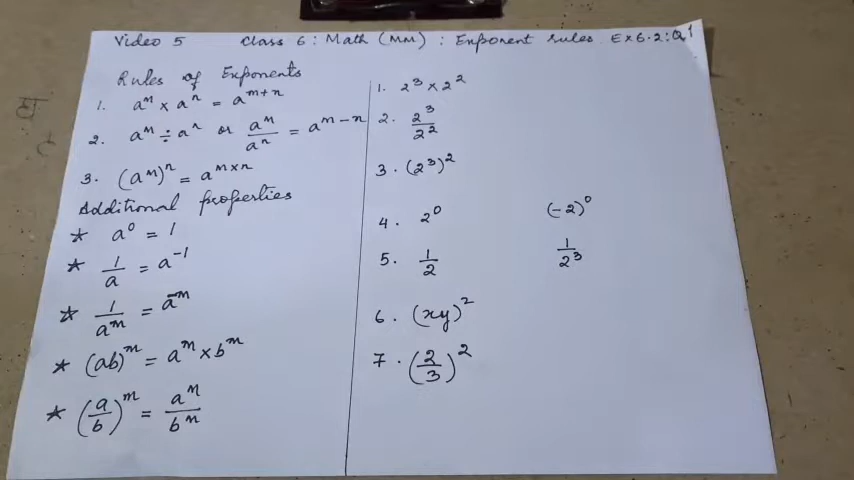 Video 5 Class 6 : Math (MM) : Exponent rules Ex 6.2 : Q1
Rules of Exponents
1. a^m × a^n = a^(m+n)
2. a^m ÷ a^n or a^m/a^n = a^(m-n)
3. (a^m)^n = a^(m×n)
Additional properties
* a^0 = 1
* 1/a = a^-1
* 1/a^m = a^-m
* (ab)^m = a^m × b^m
* (a/b)^m = a^m/b^m
1. 2^3 × 2^2
2. 2^3/2^2
3. (2^3)^2
4. 2^0 (-2)^0
5. 1/2 1/2^3
6. (xy)^2
7. (2/3)^2